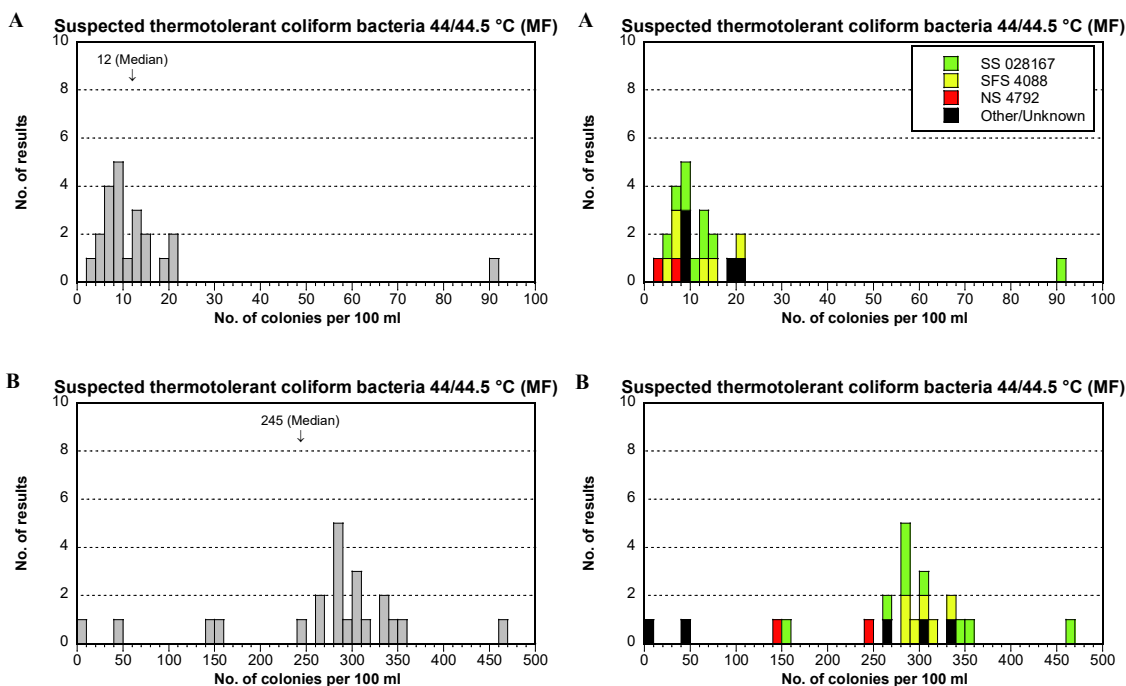 A
Suspected thermotolerant coliform bacteria 44/44.5 °C (MF)
10
8
6
4
2
0
No. of results
12 (Median)
↓
0 10 20 30 40 50 60 70 80 90 100
No. of colonies per 100 ml
A
Suspected thermotolerant coliform bacteria 44/44.5 °C (MF)
10
8
6
4
2
0
No. of results
SS 028167
SFS 4088
NS 4792
Other/Unknown
0 10 20 30 40 50 60 70 80 90 100
No. of colonies per 100 ml
B
Suspected thermotolerant coliform bacteria 44/44.5 °C (MF)
10
8
6
4
2
0
No. of results
245 (Median)
↓
0 50 100 150 200 250 300 350 400 450 500
No. of colonies per 100 ml
B
Suspected thermotolerant coliform bacteria 44/44.5 °C (MF)
10
8
6
4
2
0
No. of results
0 50 100 150 200 250 300 350 400 450 500
No. of colonies per 100 ml